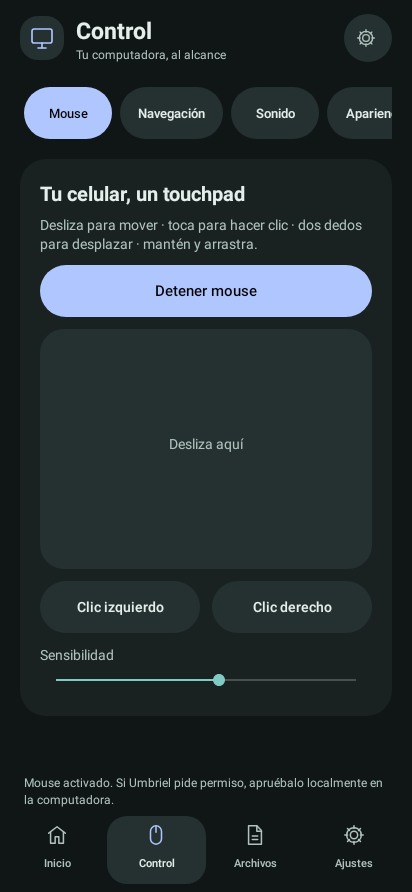 Control
Tu computadora, al alcance
Mouse
Navegación
Sonido
Aparien
Tu celular, un touchpad
Desliza para mover · toca para hacer clic · dos dedos
para desplazar · mantén y arrastra.
Detener mouse
Desliza aquí
Clic izquierdo
Clic derecho
Sensibilidad
Mouse activado. Si Umbriel pide permiso, apruébalo localmente en
la computadora.
Inicio
Control
Archivos
Ajustes